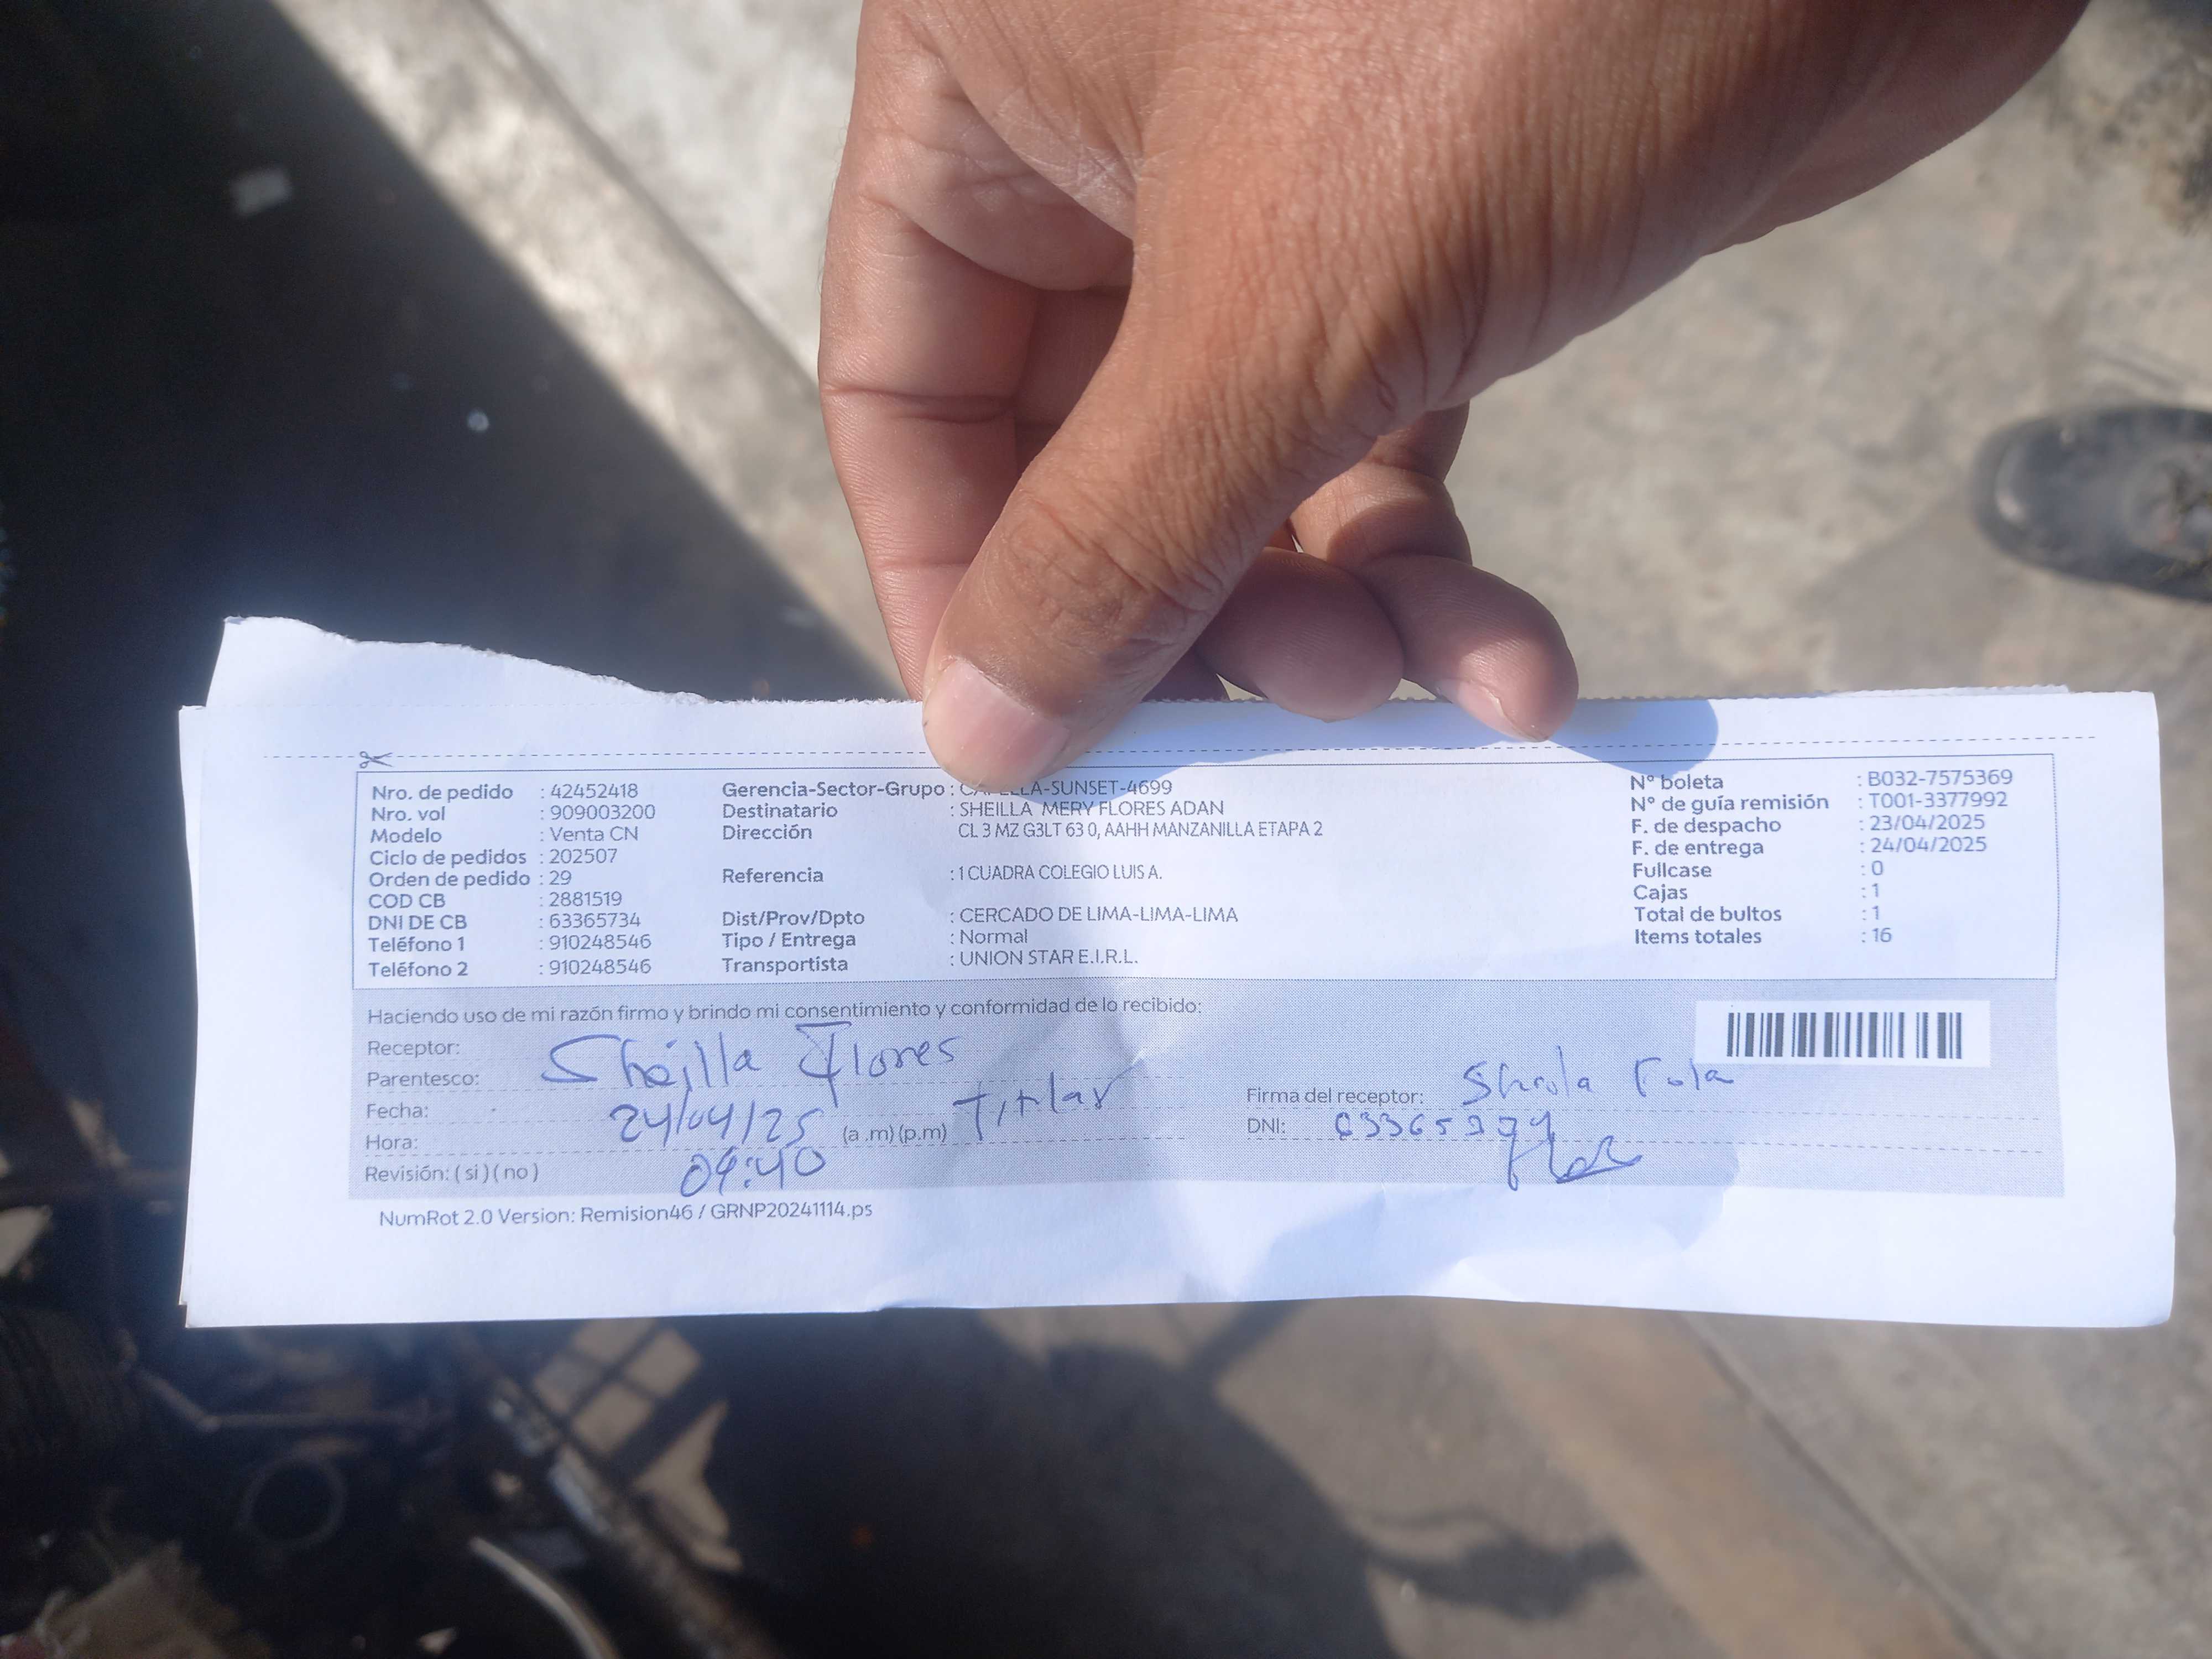 Nro. de pedido : 42452418
Nro. vol : 909003200
Modelo : Venta CN
Ciclo de pedidos : 202507
Orden de pedido : 29
COD CB : 2881519
DNI DE CB : 63365734
Teléfono 1 : 910248546
Teléfono 2 : 910248546
Gerencia-Sector-Grupo : -SUNSET-4699
Destinatario : SHEILLA MERY FLORES ADAN
Dirección CL 3 MZ G3LT 63 0, AAHH MANZANILLA ETAPA 2
Referencia : 1 CUADRA COLEGIO LUIS A.
Dist/Prov/Dpto : CERCADO DE LIMA-LIMA-LIMA
Tipo / Entrega : Normal
Transportista : UNION STAR E.I.R.L.
Nº boleta : B032-7575369
Nº de guía remisión : T001-3377992
F. de despacho : 23/04/2025
F. de entrega : 24/04/2025
Fullcase : 0
Cajas : 1
Total de bultos : 1
Items totales : 16
Haciendo uso de mi razón firmo y brindo mi consentimiento y conformidad de lo recibido:
Receptor: Sheilla Flores
Parentesco: Titular
Fecha: 24/04/25
Hora: 09:40 (a .m) (p.m)
Revisión: ( si ) ( no )
Firma del receptor:
DNI:
NumRot 2.0 Version: Remision46 / GRNP20241114.ps